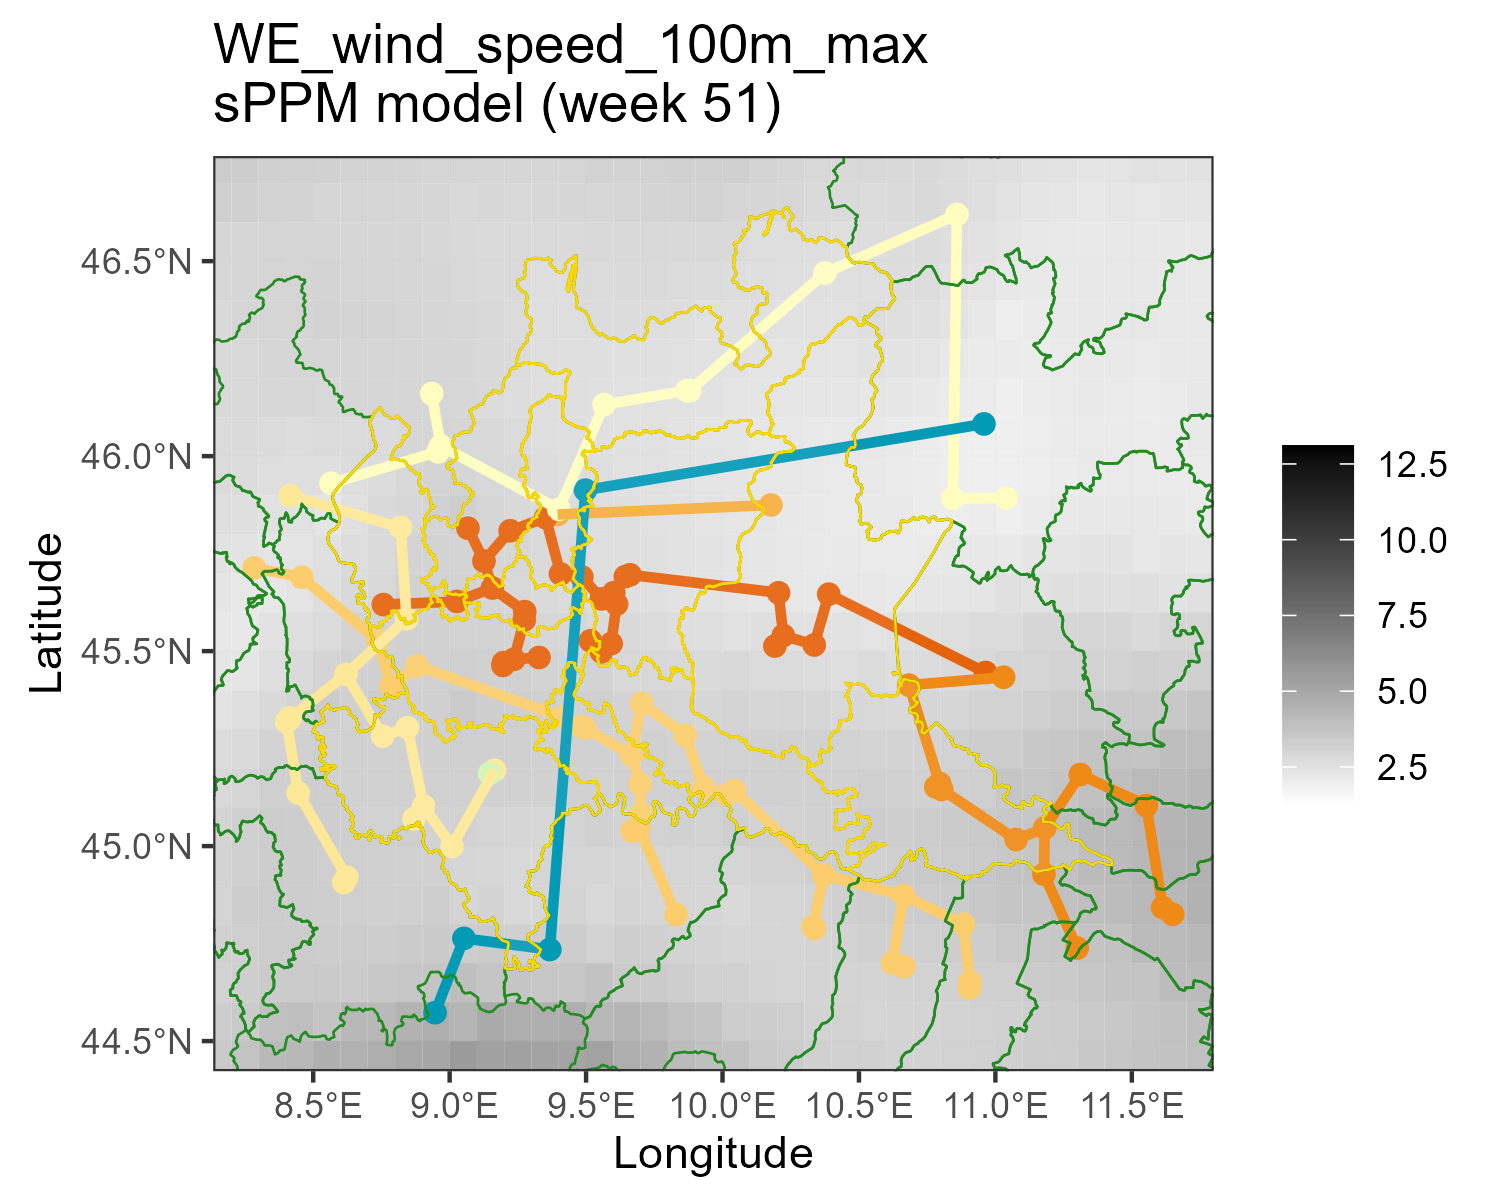 WE_wind_speed_100m_max
sPPM model (week 51)
46.5°N
46.0°N
45.5°N
45.0°N
44.5°N
Latitude
8.5°E 9.0°E 9.5°E 10.0°E 10.5°E 11.0°E 11.5°E
Longitude
12.5
10.0
7.5
5.0
2.5